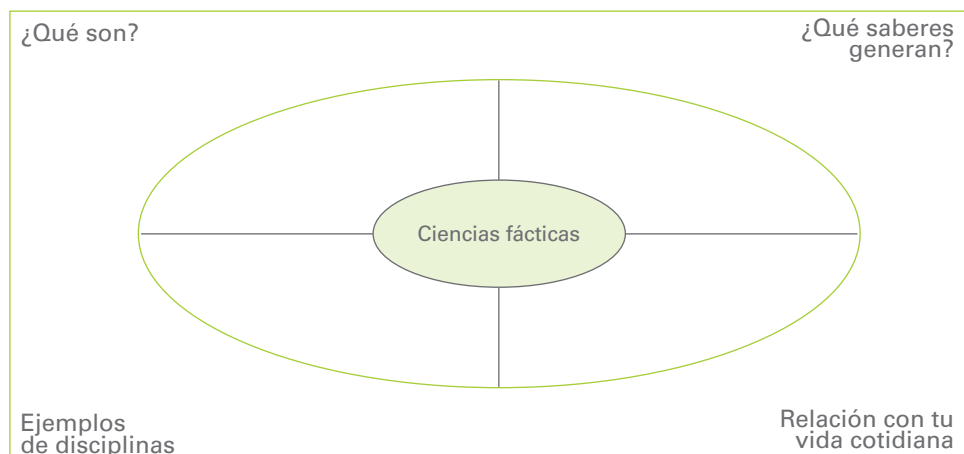 ¿Qué son?
¿Qué saberes
generan?
Ciencias fácticas
Ejemplos
de disciplinas
Relación con tu
vida cotidiana